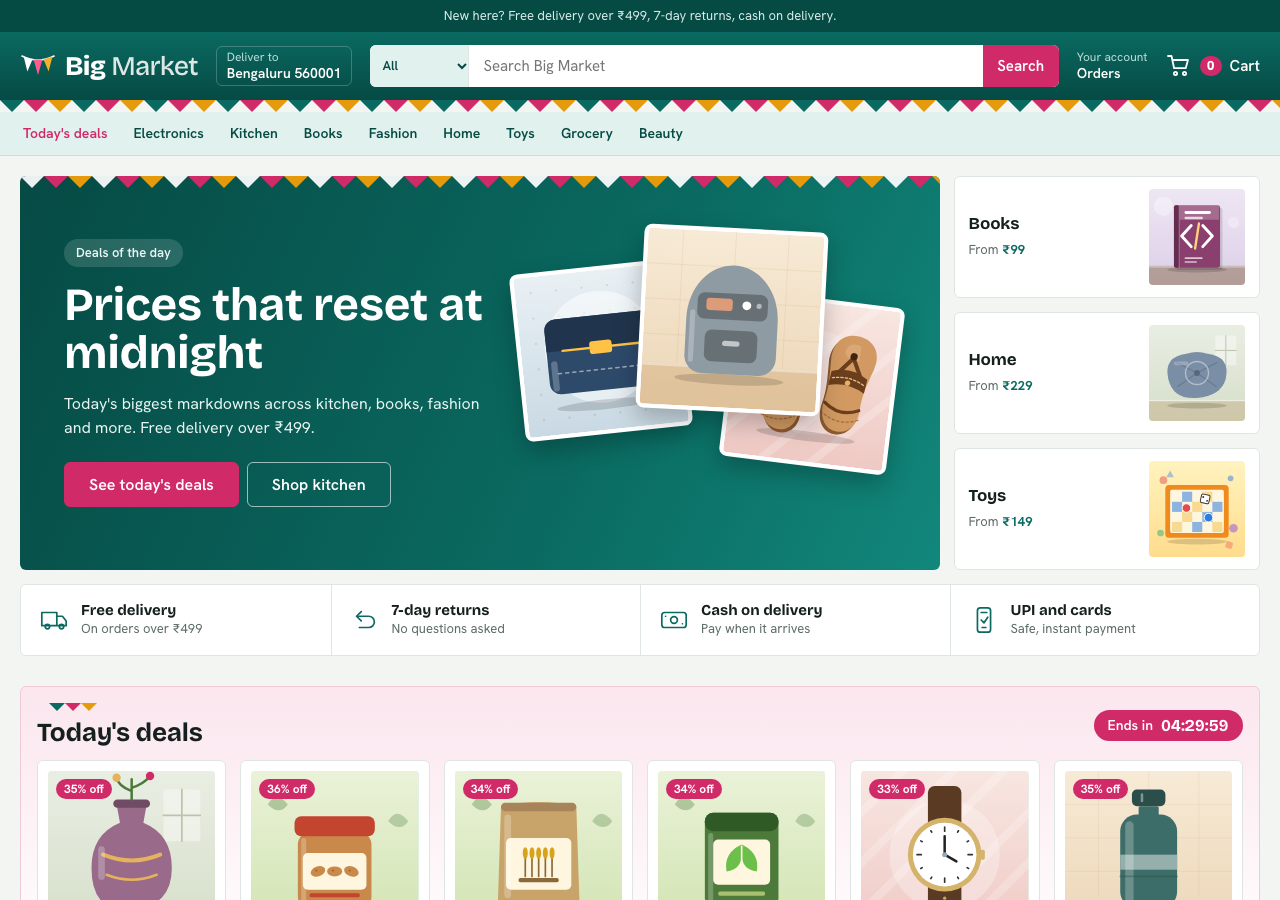 New here? Free delivery over ₹499, 7-day returns, cash on delivery.
Big Market
Deliver to
Bengaluru 560001
All
Search Big Market
Search
Your account
Orders
0
Cart
Today's deals
Electronics
Kitchen
Books
Fashion
Home
Toys
Grocery
Beauty
Deals of the day
Prices that reset at
midnight
Today's biggest markdowns across kitchen, books, fashion
and more. Free delivery over ₹499.
See today's deals
Shop kitchen
Books
From ₹99
Home
From ₹229
Toys
From ₹149
Free delivery
On orders over ₹499
7-day returns
No questions asked
Cash on delivery
Pay when it arrives
UPI and cards
Safe, instant payment
Today's deals
Ends in 04:29:59
35% off
36% off
34% off
34% off
33% off
35% off